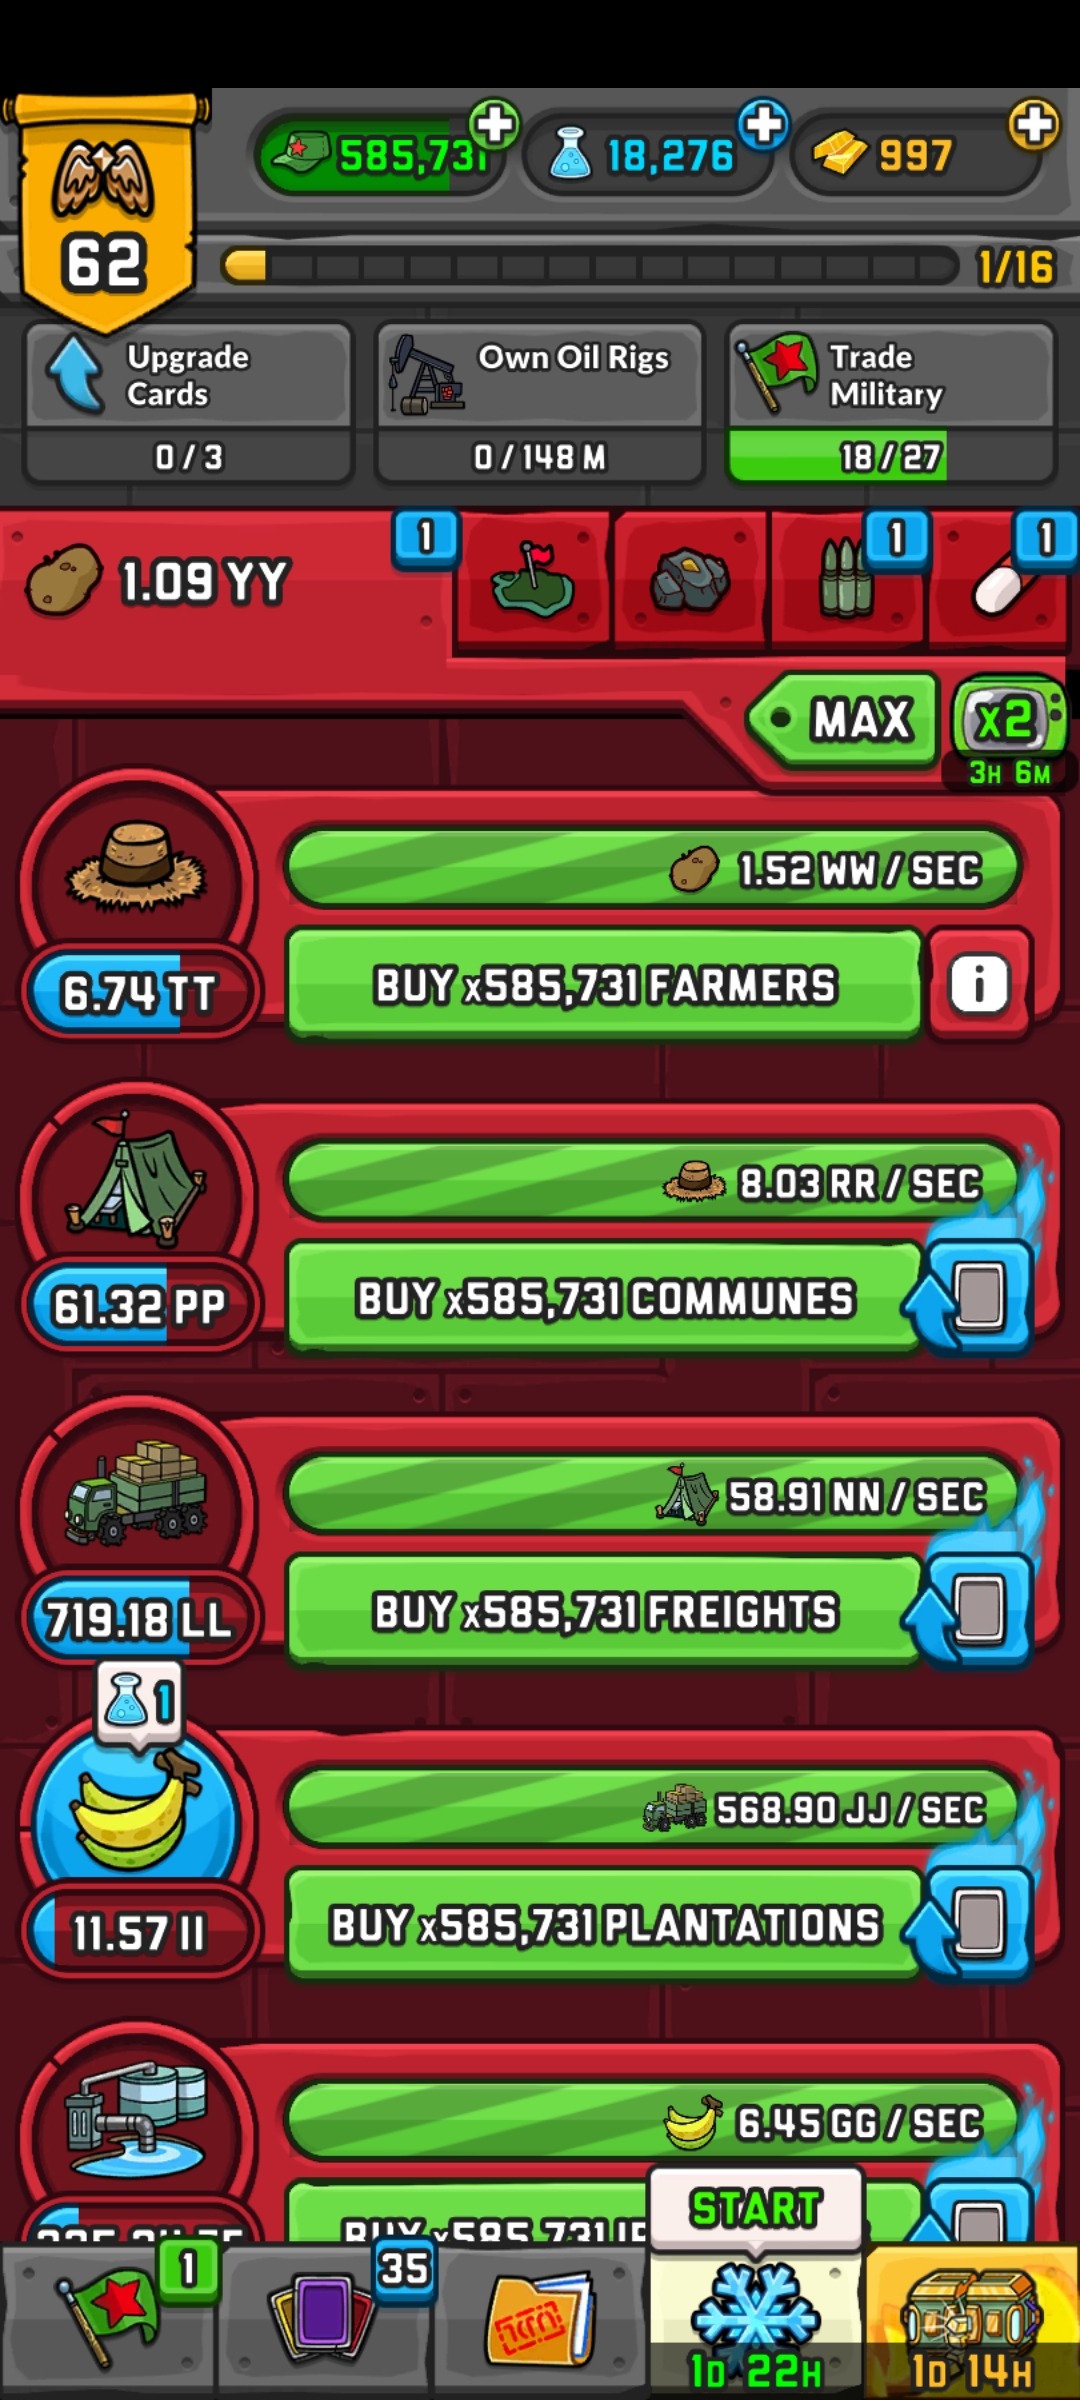 585,731
18,276
997
62
1/16
Upgrade
Cards
0 / 3
Own Oil Rigs
0 / 148 M
Trade
Military
18 / 27
1.09 YY
1
1
1
MAX
x2
3H 6M
1.52 WW / SEC
6.74 TT
BUY x585,731 FARMERS
i
8.03 RR / SEC
61.32 PP
BUY x585,731 COMMUNES
58.91 NN / SEC
719.18 LL
BUY x585,731 FREIGHTS
1
568.90 JJ / SEC
11.57 II
BUY x585,731 PLANTATIONS
6.45 GG / SEC
BUY x585,731
START
1
35
1D 22H
1D 14H